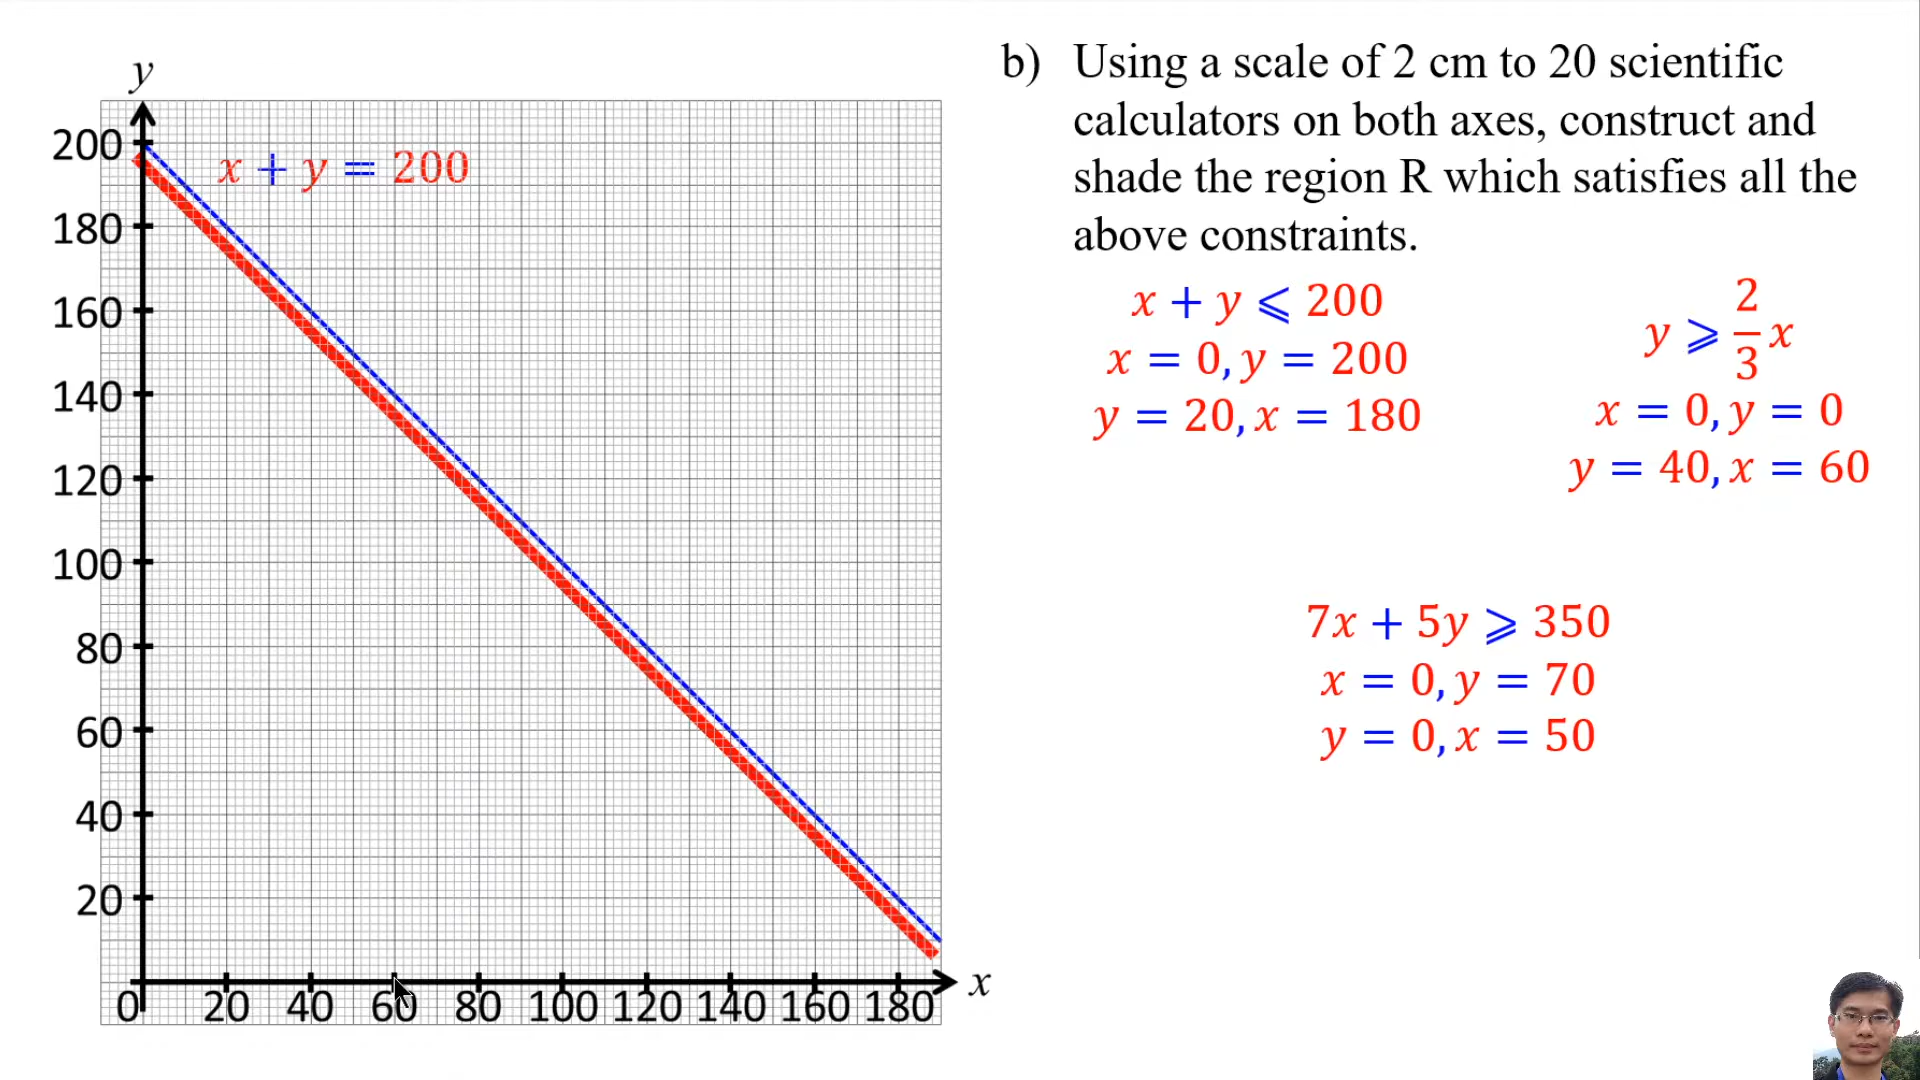 b) Using a scale of 2 cm to 20 scientific
calculators on both axes, construct and
shade the region R which satisfies all the
above constraints.
x + y ⩽ 200
x = 0, y = 200
y = 20, x = 180
y ⩾ 2/3 x
x = 0, y = 0
y = 40, x = 60
7x + 5y ⩾ 350
x = 0, y = 70
y = 0, x = 50
y
x + y = 200
200
180
160
140
120
100
80
60
40
20
0 20 40 60 80 100 120 140 160 180
x